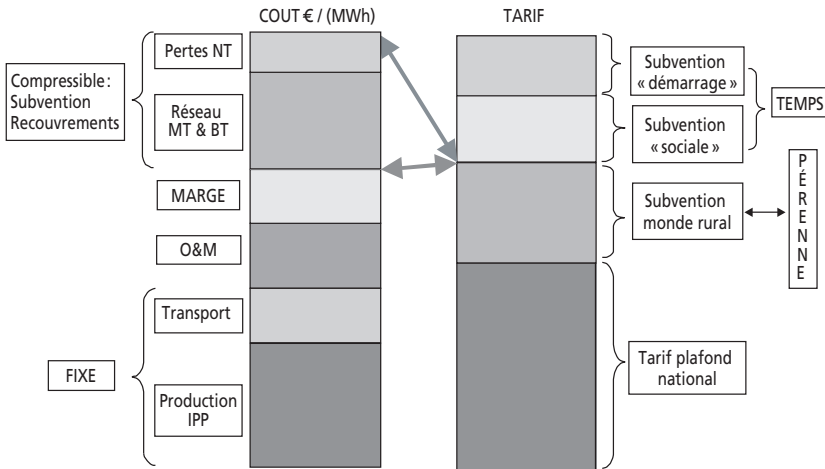 COUT € / (MWh)
TARIF
Compressible :
Subvention
Recouvrements
Pertes NT
Réseau
MT & BT
MARGE
O&M
FIXE
Transport
Production
IPP
Subvention
« démarrage »
Subvention
« sociale »
TEMPS
Subvention
monde rural
P
É
R
E
N
N
E
Tarif plafond
national